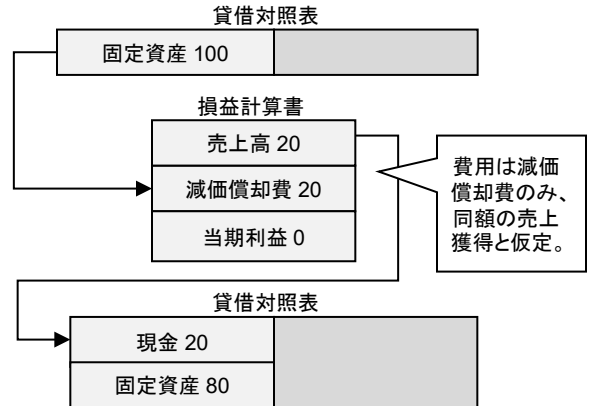 貸借対照表
固定資産 100
損益計算書
売上高 20
減価償却費 20
当期利益 0
費用は減価
償却費のみ、
同額の売上
獲得と仮定。
貸借対照表
現金 20
固定資産 80